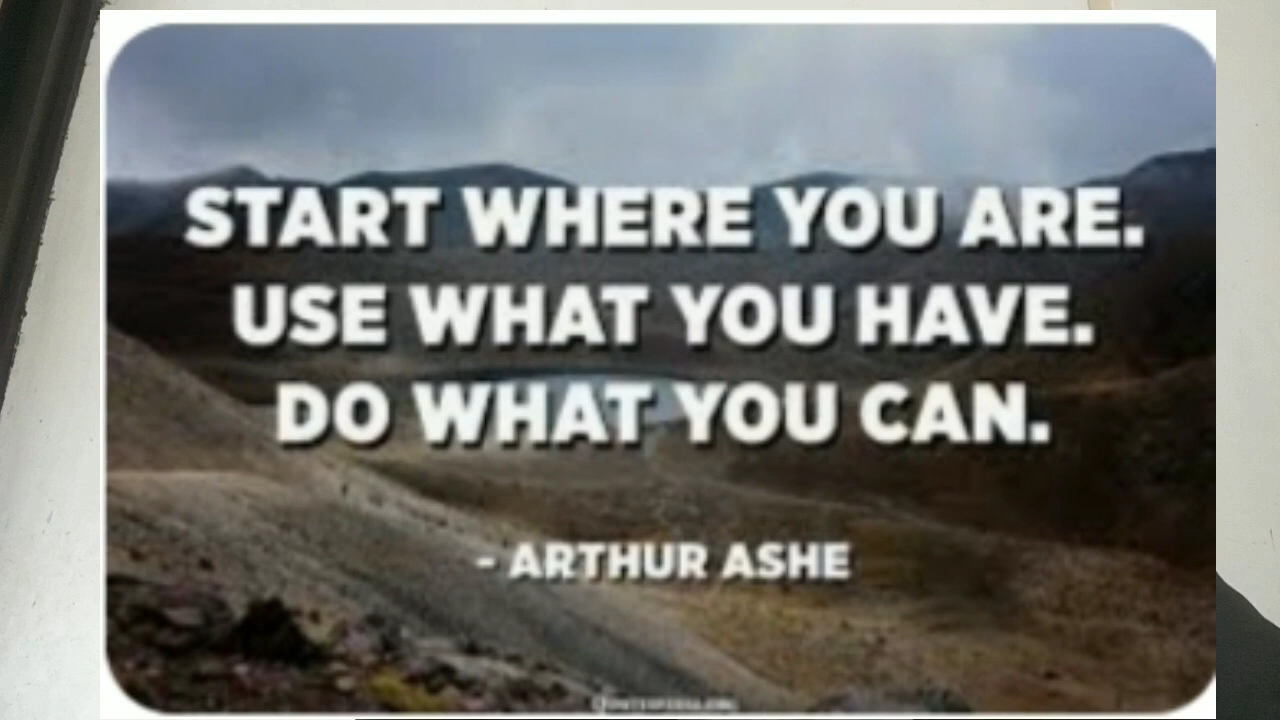 START WHERE YOU ARE.
USE WHAT YOU HAVE.
DO WHAT YOU CAN.
- ARTHUR ASHE